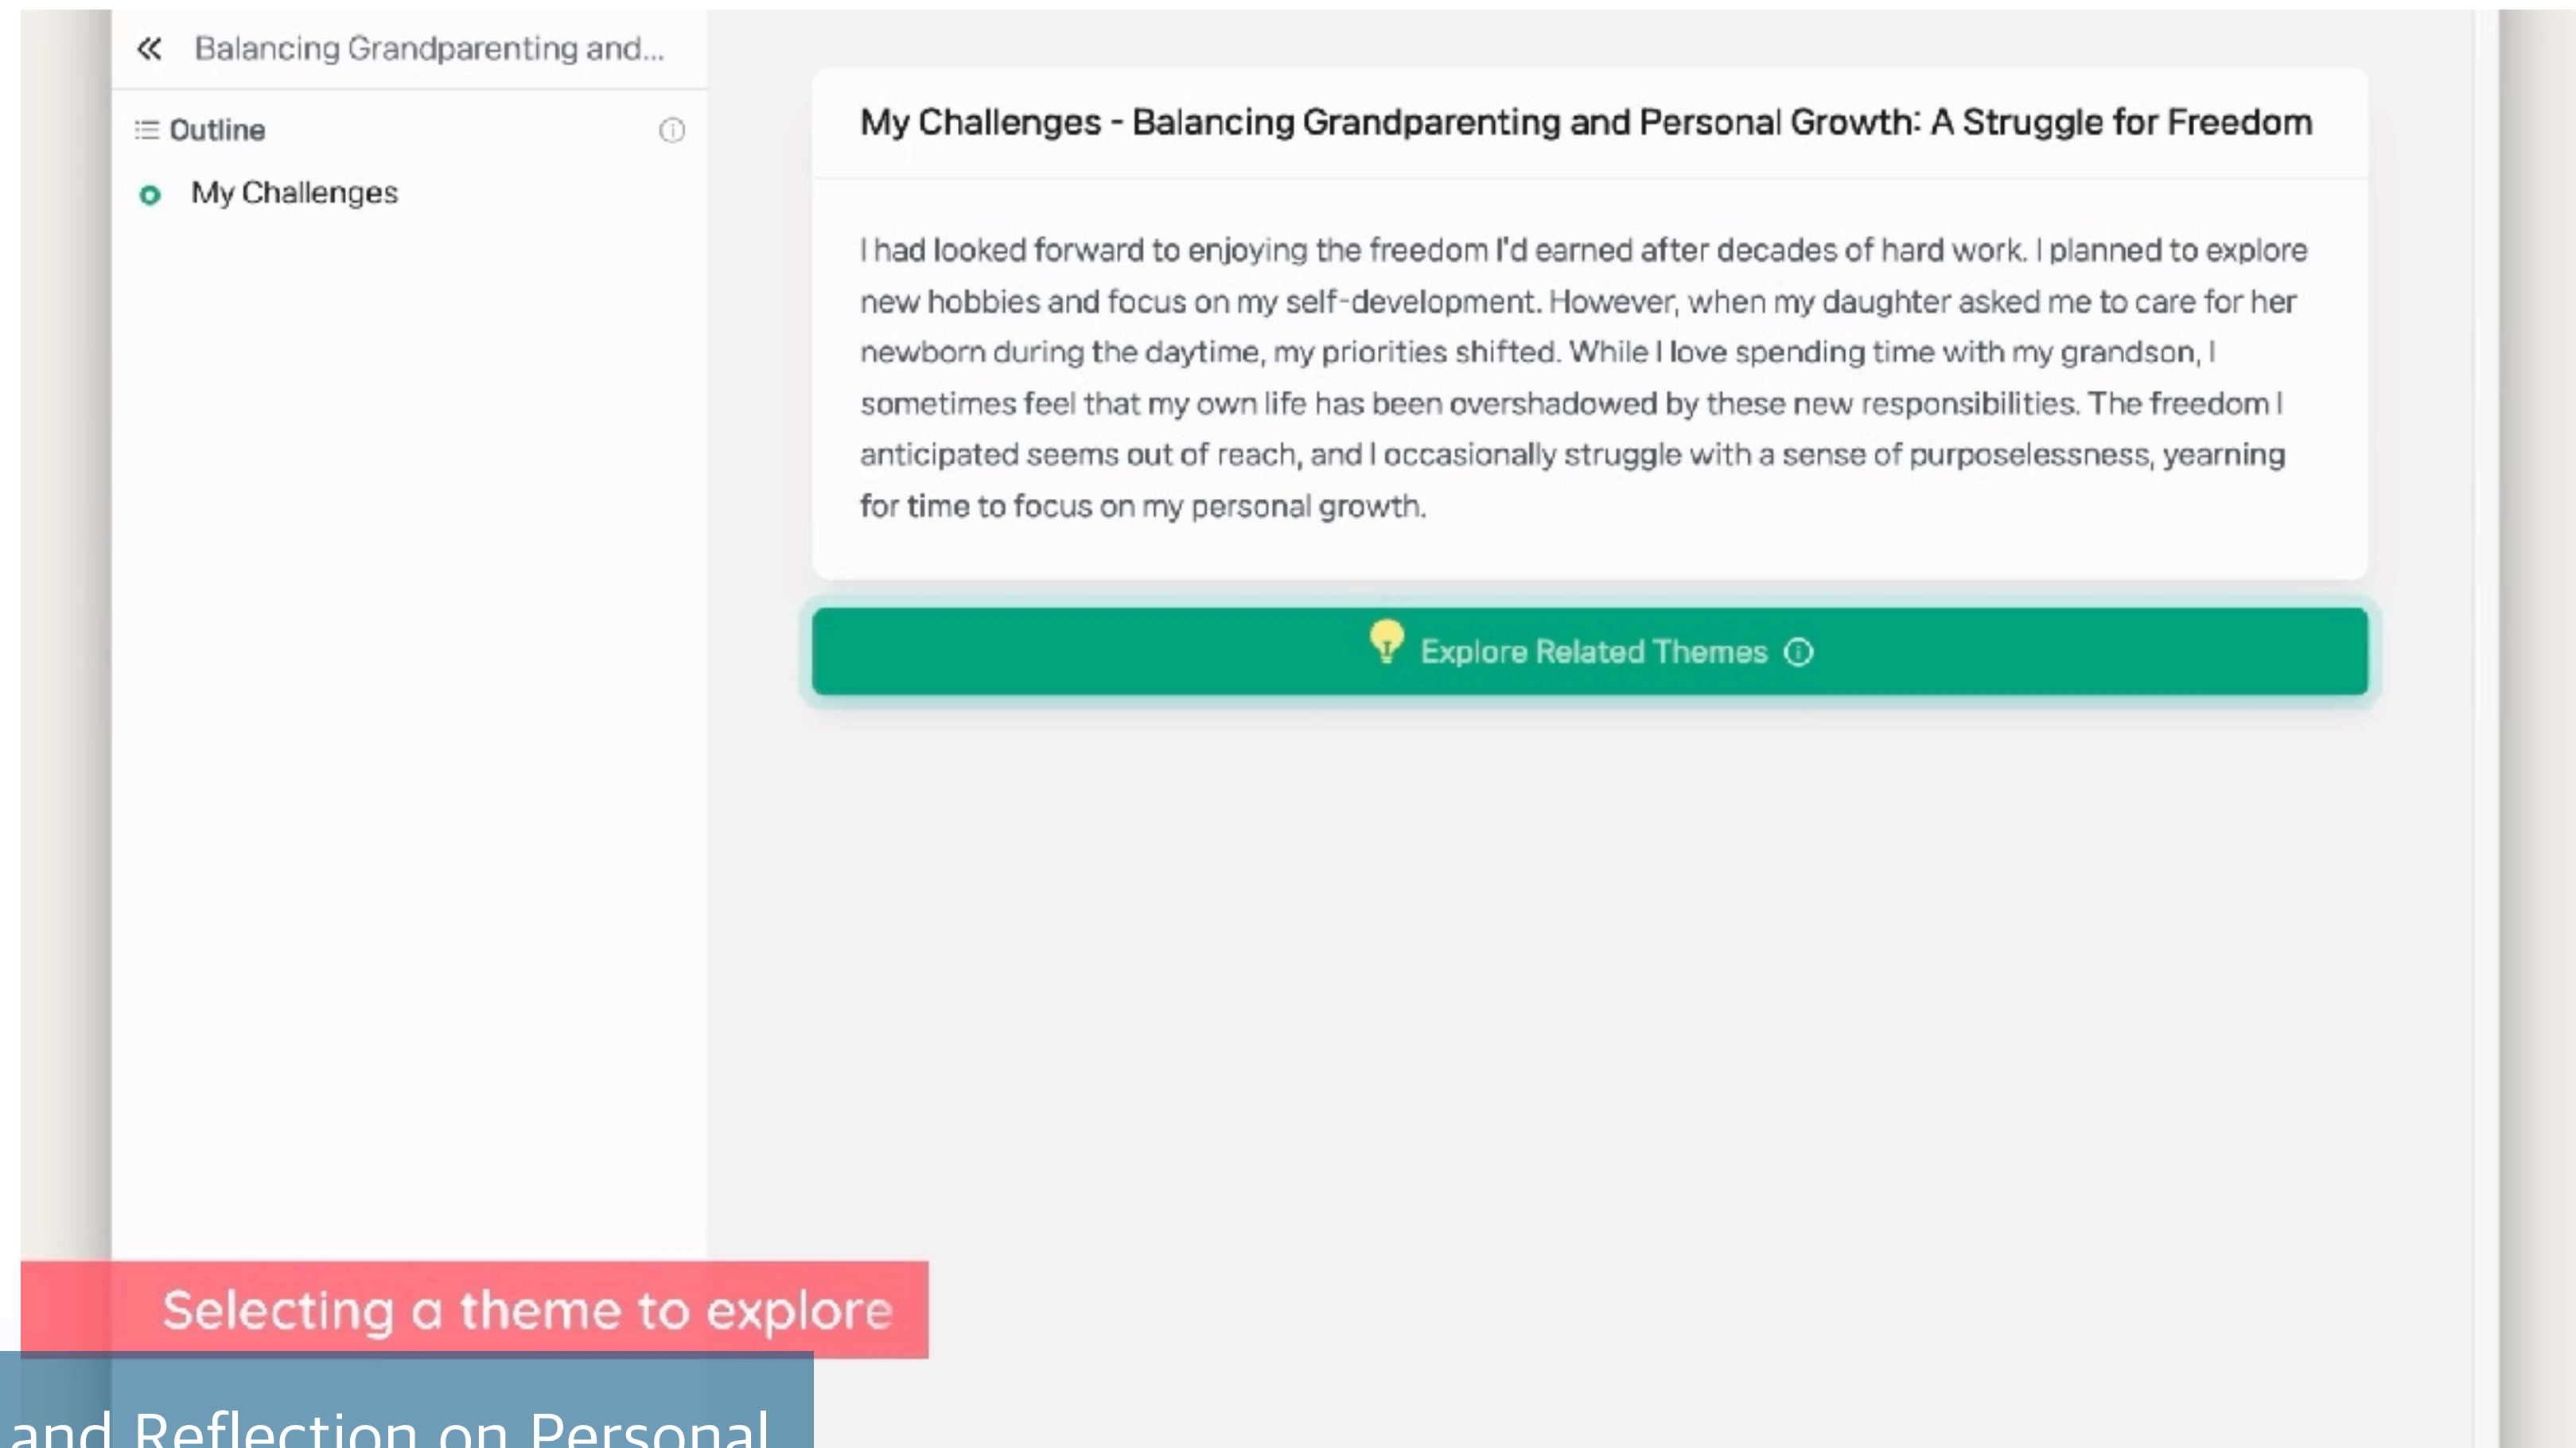 Balancing Grandparenting and...
Outline
My Challenges
My Challenges - Balancing Grandparenting and Personal Growth: A Struggle for Freedom
I had looked forward to enjoying the freedom I'd earned after decades of hard work. I planned to explore
new hobbies and focus on my self-development. However, when my daughter asked me to care for her
newborn during the daytime, my priorities shifted. While I love spending time with my grandson, I
sometimes feel that my own life has been overshadowed by these new responsibilities. The freedom I
anticipated seems out of reach, and I occasionally struggle with a sense of purposelessness, yearning
for time to focus on my personal growth.
Explore Related Themes
Selecting a theme to explore
and Reflection on Personal